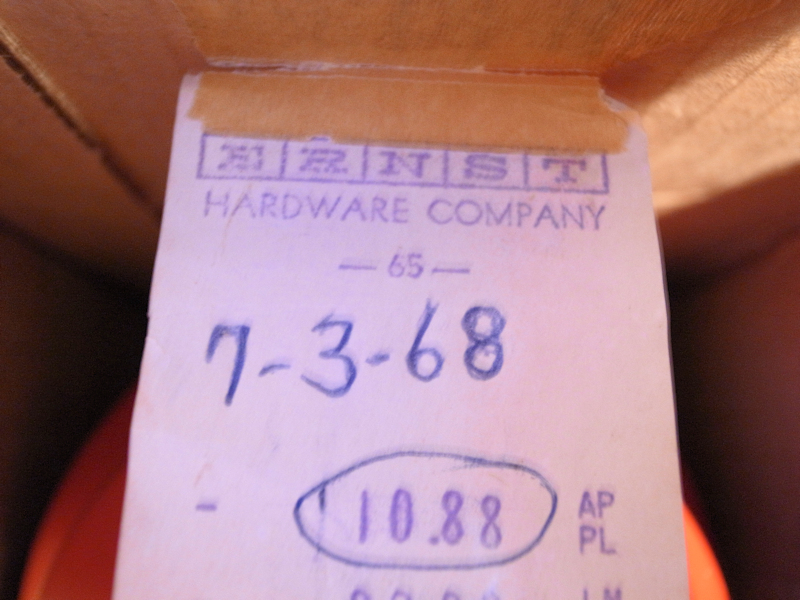 ERNST
HARDWARE COMPANY
— 65 —
7-3-68
- 10.88 AP
PL